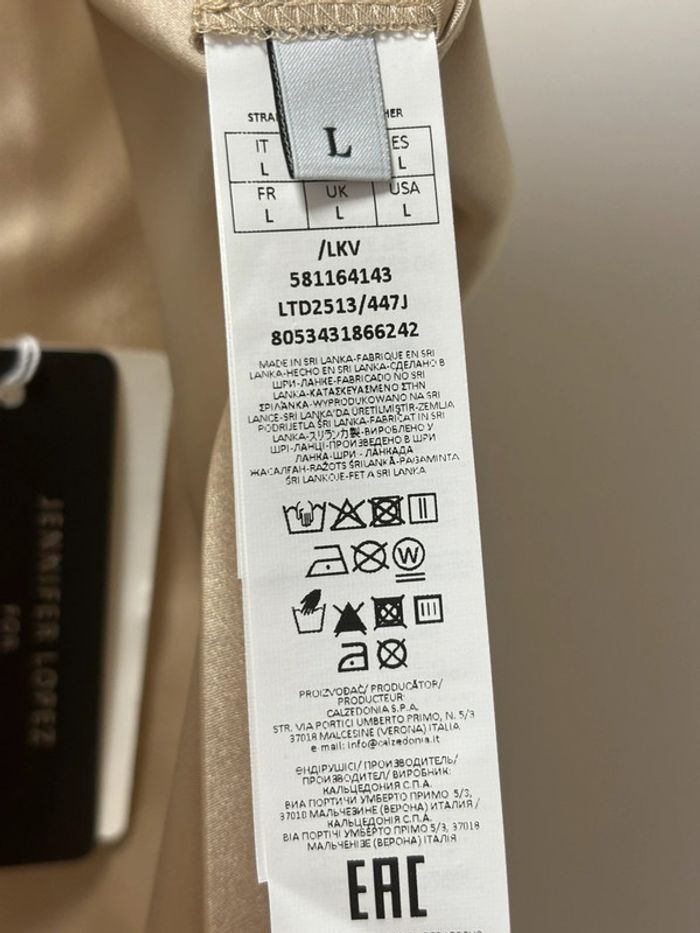 L
IT
L
ES
L
FR
L
UK
L
USA
L
/LKV
581164143
LTD2513/447J
8053431866242
MADE IN SRI LANKA-FABRIQUE EN SRI
LANKA-HECHO EN SRI LANKA-СДЕЛАНО В
ШРИ-ЛАНКЕ-FABRICADO NO SRI
LANKA-ΚΑΤΑΣΚΕΥΑΣΜΕΝΟ ΣΤΗΝ
ΣΡΙ ΛΑΝΚΑ-WYPRODUKOWANO NA SRI
LANCE-SRI LANKA'DA ÜRETILMIŞTIR-ZEMLJA
PODRIJETLA ŠRI LANKA-FABRICAT IN SRI
LANKA-スリランカ製-ВИРОБЛЕНО У
ШРІ-ЛАНЦІ-ПРОИЗВЕДЕНО В ШРИ
ЛАНКА-ШРИ - ЛАНКАДА
ЖАСАЛҒАН-RAŽOTS ŠRILANKĀ-PAGAMINTA
ŠRI LANKOJE-FET A SRI LANKA
W
PROIZVOĐAČ/ PRODUCĂTOR/
PRODUCTEUR:
CALZEDONIA S.P.A.
STR. VIA PORTICI UMBERTO PRIMO, N. 5/3
37018 MALCESINE (VERONA) ITALIA
e-mail: info@calzedonia.it
ӨНДІРУШІСІ/ ПРОИЗВОДИТЕЛЬ/
ПРОИЗВОДИТЕЛ/ ВИРОБНИК:
КАЛЬЦЕДОНИЯ С.П.А.
ВИА ПОРТИЧИ УМБЕРТО ПРИМО 5/3,
37018 МАЛЬЧЕЗИНЕ (ВЕРОНА) ИТАЛИЯ /
КАЛЬЦЕДОНІЯ С.П.А.
ВІА ПОРТИЧІ УМБЕРТО ПРІМО 5/3, 37018
МАЛЬЧЕНІЗЕ (ВЕРОНА) ІТАЛІЯ
EAC
JENNIFER LOPEZ
FOR